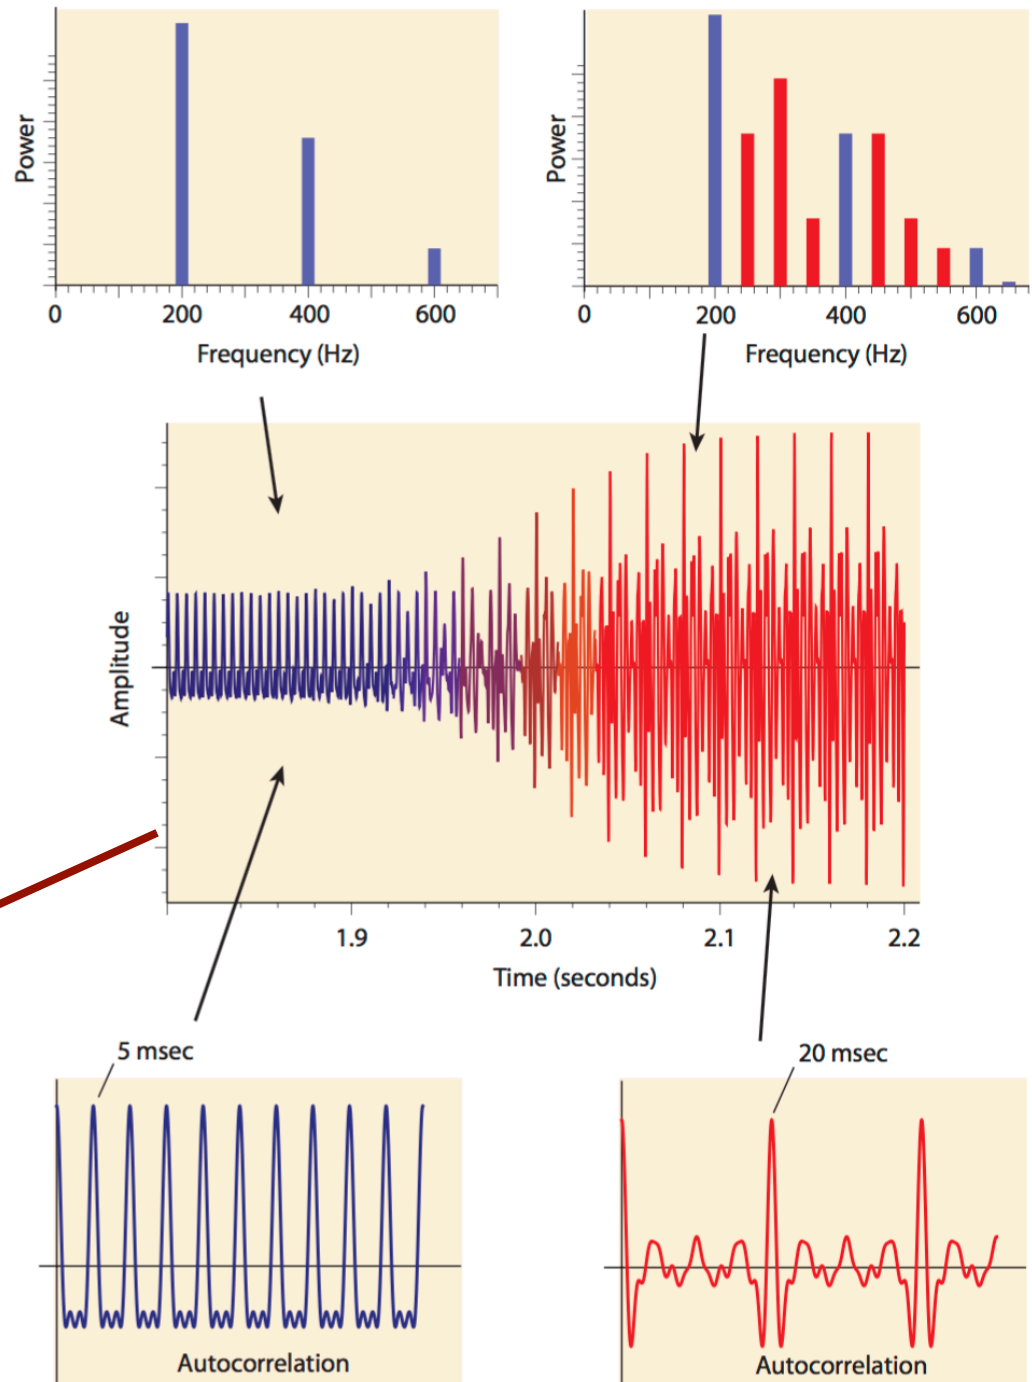 Power
0 200 400 600
Frequency (Hz)
Power
0 200 400 600
Frequency (Hz)
Amplitude
1.9 2.0 2.1 2.2
Time (seconds)
5 msec
Autocorrelation
20 msec
Autocorrelation